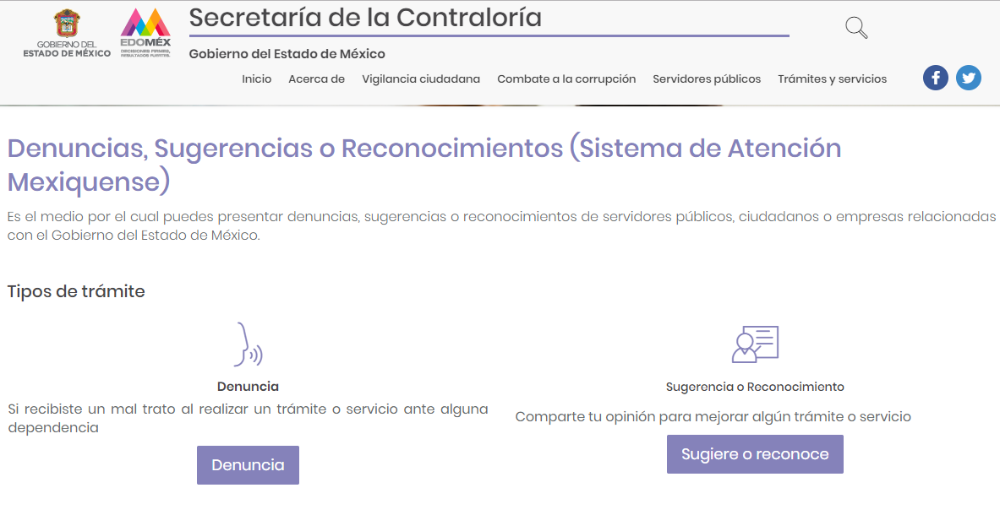 Secretaría de la Contraloría
GOBIERNO DEL
ESTADO DE MÉXICO
EDOMÉX
DECISIONES FIRMES,
RESULTADOS FUERTES.
Gobierno del Estado de México
Inicio Acerca de Vigilancia ciudadana Combate a la corrupción Servidores públicos Trámites y servicios
Denuncias, Sugerencias o Reconocimientos (Sistema de Atención
Mexiquense)
Es el medio por el cual puedes presentar denuncias, sugerencias o reconocimientos de servidores públicos, ciudadanos o empresas relacionadas
con el Gobierno del Estado de México.
Tipos de trámite
Denuncia
Si recibiste un mal trato al realizar un trámite o servicio ante alguna
dependencia
Denuncia
Sugerencia o Reconocimiento
Comparte tu opinión para mejorar algún trámite o servicio
Sugiere o reconoce